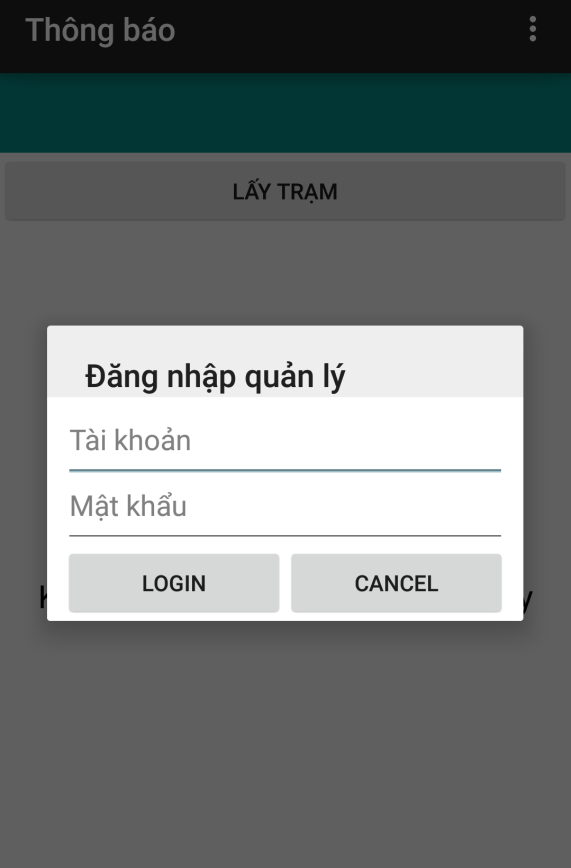 Thông báo
LẤY TRẠM
Đăng nhập quản lý
Tài khoản
Mật khẩu
LOGIN
CANCEL